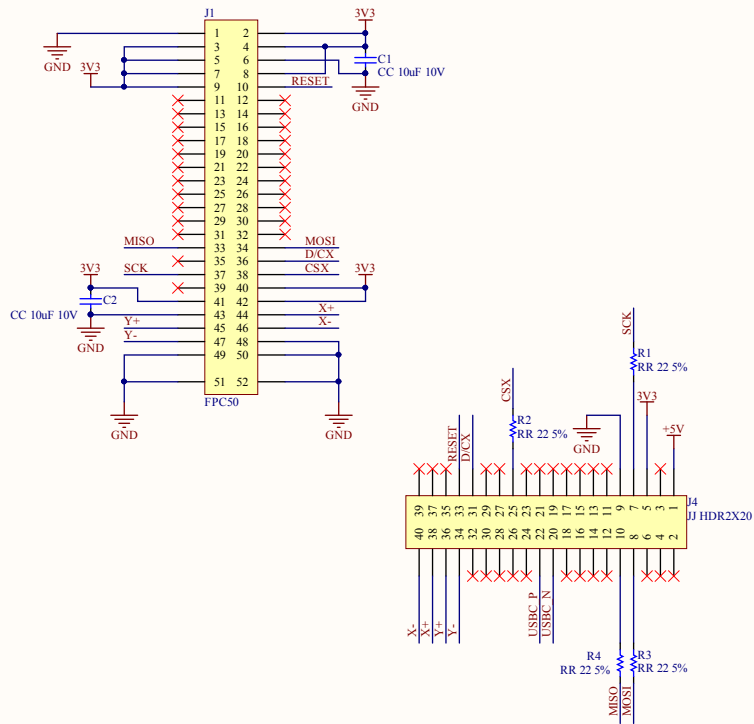 J1
3V3
1 2
GND
3 4
5 6
C1
3V3
CC 10uF 10V
7 8
9 10
RESET
GND
11 12
13 14
15 16
17 18
19 20
21 22
23 24
25 26
27 28
29 30
31 32
MISO
33 34
MOSI
35 36
D/CX
SCK
37 38
CSX
3V3
39 40
3V3
C2
41 42
CC 10uF 10V
43 44
X+
Y+
45 46
X-
GND
Y-
47 48
49 50
51 52
FPC50
GND
GND
SCK
R1
RR 22 5%
CSX
3V3
R2
RR 22 5%
GND
+5V
RESET
D/CX
J4
JJ HDR2X20
39 37 35 33 31 29 27 25 23 21 19 17 15 13 11 9 7 5 3 1
40 38 36 34 32 30 28 26 24 22 20 18 16 14 12 10 8 6 4 2
X-
X+
Y+
Y-
USBC_P
USBC_N
R4
RR 22 5%
R3
RR 22 5%
MISO
MOSI